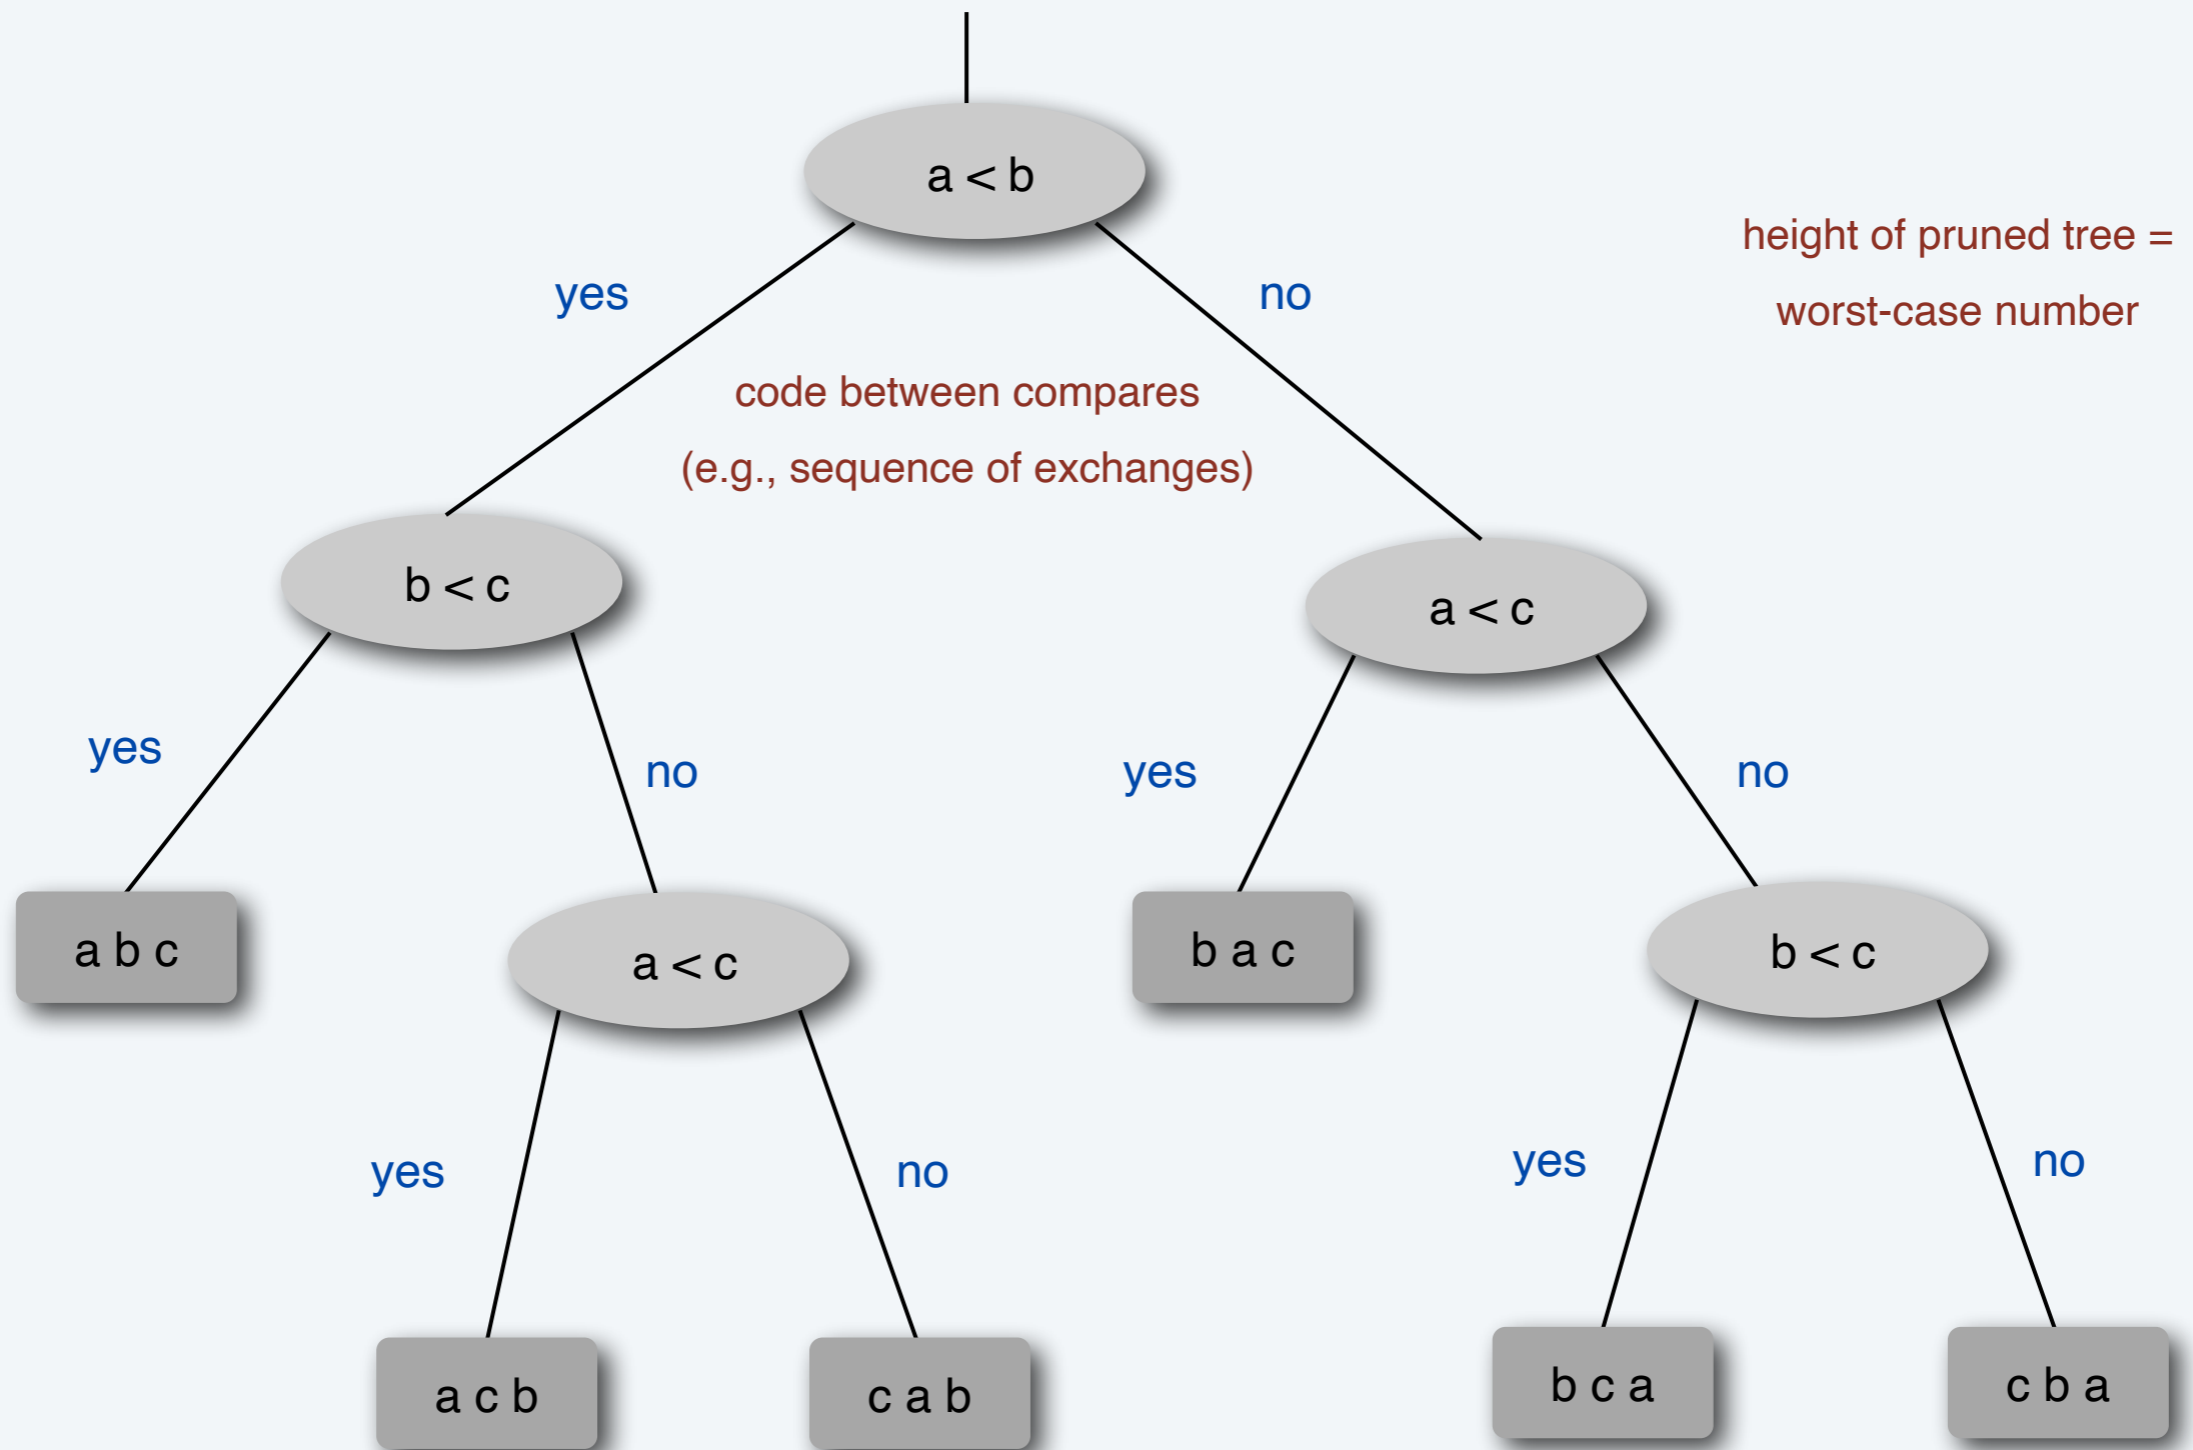 a < b
height of pruned tree =
worst-case number
yes
no
code between compares
(e.g., sequence of exchanges)
b < c
a < c
yes
no
yes
no
a b c
a < c
b a c
b < c
yes
no
yes
no
a c b
c a b
b c a
c b a